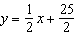 y = 1/2 x + 25/2